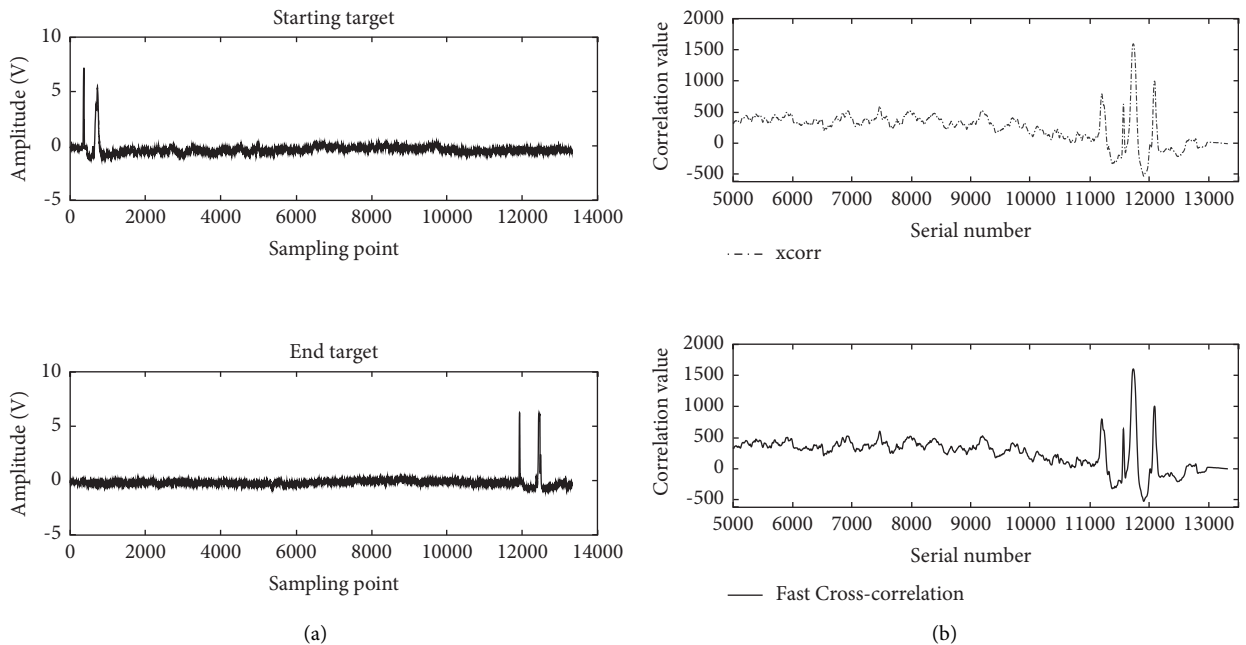 Starting target
10
5
0
-5
Amplitude (V)
0 2000 4000 6000 8000 10000 12000 14000
Sampling point
End target
10
5
0
-5
Amplitude (V)
0 2000 4000 6000 8000 10000 12000 14000
Sampling point
(a)
2000
1500
1000
500
0
-500
Correlation value
5000 6000 7000 8000 9000 10000 11000 12000 13000
Serial number
xcorr
2000
1500
1000
500
0
-500
Correlation value
5000 6000 7000 8000 9000 10000 11000 12000 13000
Serial number
Fast Cross-correlation
(b)